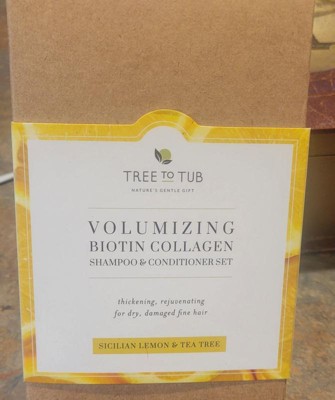 TREE TO TUB
NATURE'S GENTLE GIFT
VOLUMIZING
BIOTIN COLLAGEN
SHAMPOO & CONDITIONER SET
thickening, rejuvenating
for dry, damaged fine hair
SICILIAN LEMON & TEA TREE